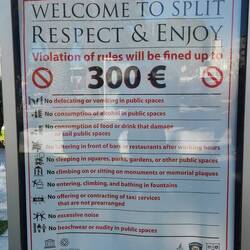 WELCOME TO SPLIT
RESPECT & ENJOY
Violation of rules will be fined up to
300 €
No defecating or vomiting in public spaces
No consumption of alcohol in public spaces
No consumption of food or drink that damage
or soil public spaces
No loitering in front of bars or restaurants after working hours
No sleeping in squares, parks, gardens, or other public spaces
No climbing on or sitting on monuments or memorial plaques
No entering, climbing, and bathing in fountains
No offering or contracting of taxi services
that are not prearranged
No excessive noise
No beachwear or nudity in public spaces